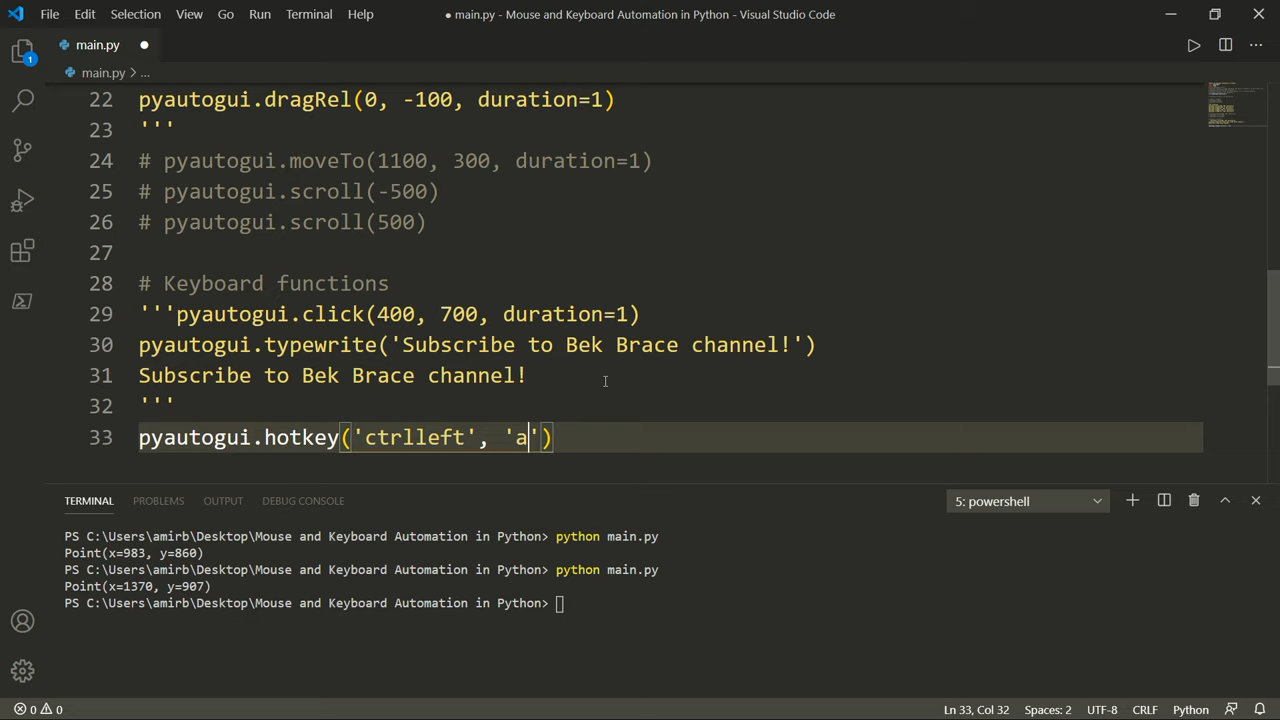 File Edit Selection View Go Run Terminal Help ● main.py - Mouse and Keyboard Automation in Python - Visual Studio Code
main.py ●
main.py > ...
22 pyautogui.dragRel(0, -100, duration=1)
23 '''
24 # pyautogui.moveTo(1100, 300, duration=1)
25 # pyautogui.scroll(-500)
26 # pyautogui.scroll(500)
27
28 # Keyboard functions
29 '''pyautogui.click(400, 700, duration=1)
30 pyautogui.typewrite('Subscribe to Bek Brace channel!')
31 Subscribe to Bek Brace channel!
32 '''
33 pyautogui.hotkey('ctrlleft', 'a')
1
TERMINAL PROBLEMS OUTPUT DEBUG CONSOLE 5: powershell
PS C:\Users\amirb\Desktop\Mouse and Keyboard Automation in Python> python main.py
Point(x=983, y=860)
PS C:\Users\amirb\Desktop\Mouse and Keyboard Automation in Python> python main.py
Point(x=1370, y=907)
PS C:\Users\amirb\Desktop\Mouse and Keyboard Automation in Python>
0 0 Ln 33, Col 32 Spaces: 2 UTF-8 CRLF Python